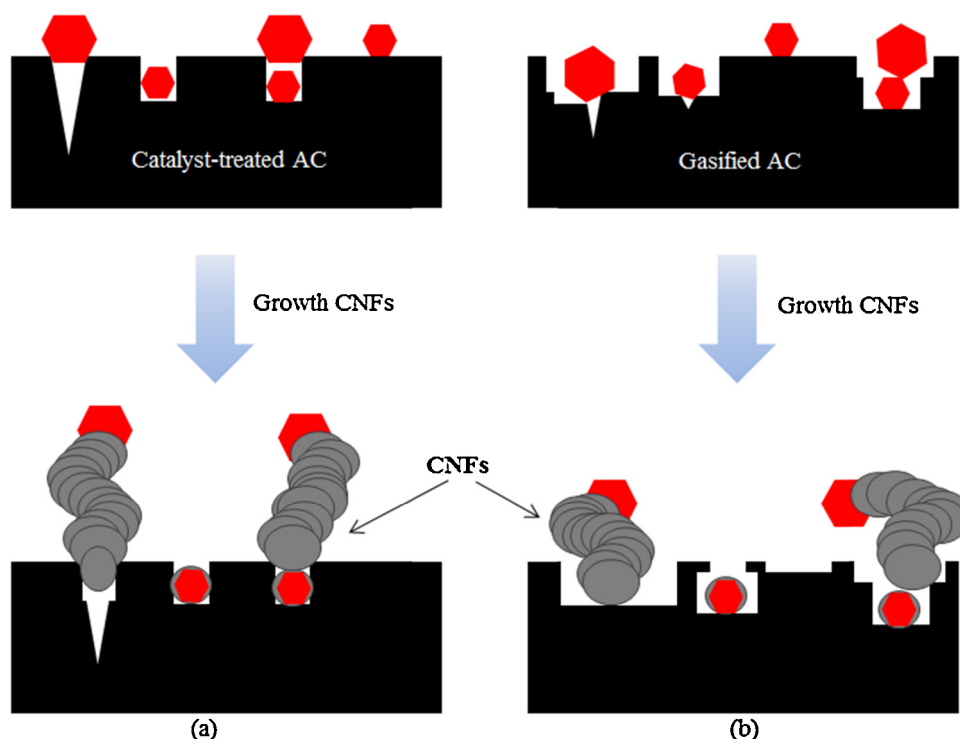 Catalyst-treated AC
Gasified AC
Growth CNFs
Growth CNFs
CNFs
(a)
(b)